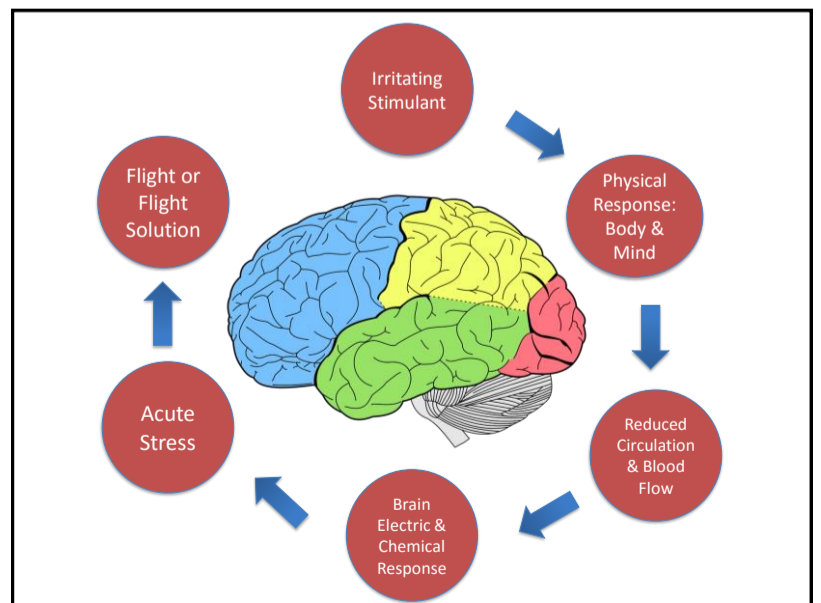 Irritating
Stimulant
Physical
Response:
Body &
Mind
Reduced
Circulation
& Blood
Flow
Brain
Electric &
Chemical
Response
Acute
Stress
Flight or
Flight
Solution